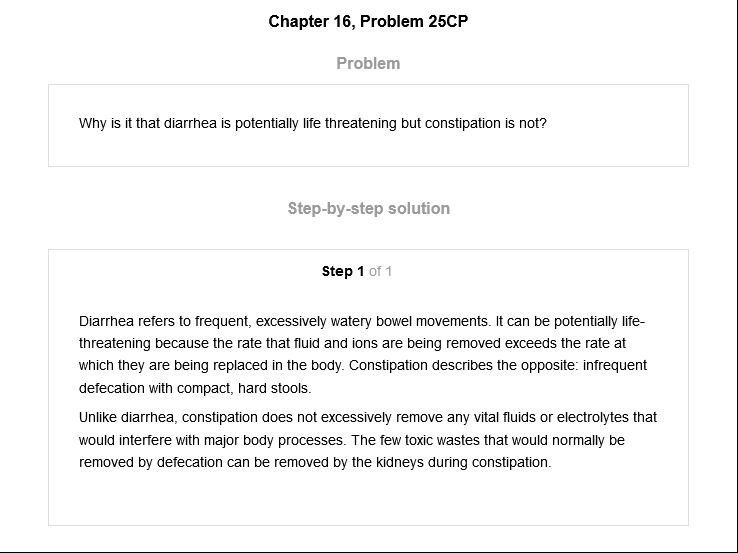 Chapter 16, Problem 25CP
Problem
Why is it that diarrhea is potentially life threatening but constipation is not?
Step-by-step solution
Step 1 of 1
Diarrhea refers to frequent, excessively watery bowel movements. It can be potentially life-
threatening because the rate that fluid and ions are being removed exceeds the rate at
which they are being replaced in the body. Constipation describes the opposite: infrequent
defecation with compact, hard stools.
Unlike diarrhea, constipation does not excessively remove any vital fluids or electrolytes that
would interfere with major body processes. The few toxic wastes that would normally be
removed by defecation can be removed by the kidneys during constipation.